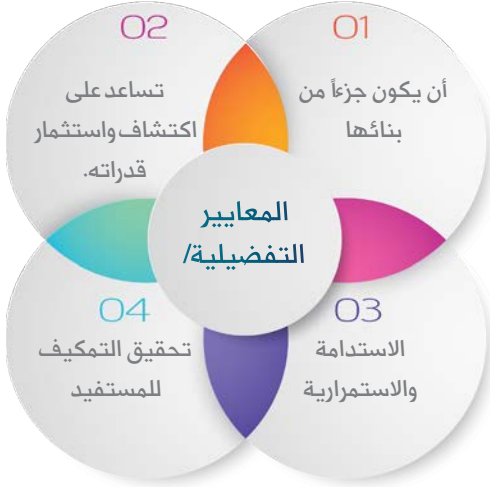 المعايير
التفضيلية/
01
أن يكون جزءاً من
بنائها
02
تساعد على
اكتشاف واستثمار
قدراته.
03
الاستدامة
والاستمرارية
04
تحقيق التمكيف
للمستفيد